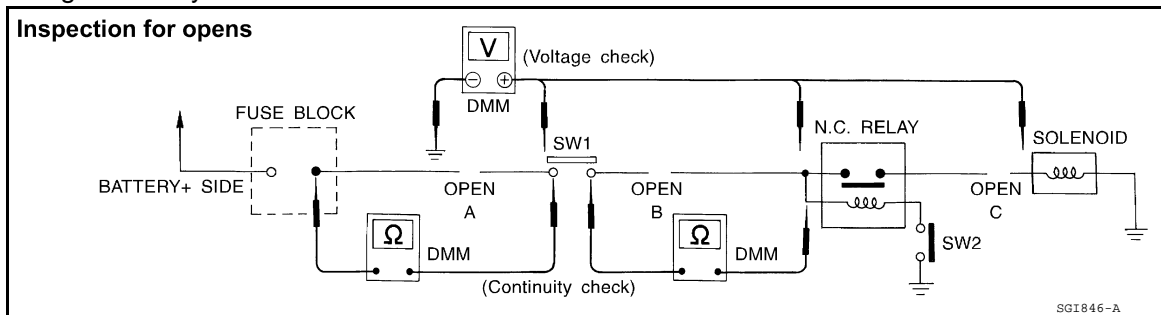 Inspection for opens
V
(Voltage check)
DMM
FUSE BLOCK
SW1
N.C. RELAY
SOLENOID
BATTERY+ SIDE
OPEN
A
OPEN
B
OPEN
C
Ω
DMM
Ω
DMM
SW2
(Continuity check)
SGI846-A